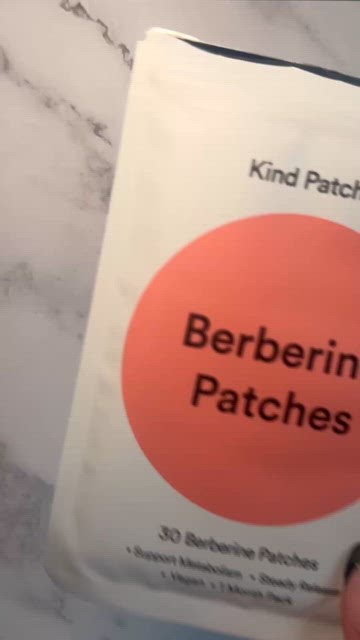 Kind Patch
Berberin
Patches
30 Berberine Patches
• Support Metabolism • Steady Release
• Vegan • 1 Month Pack